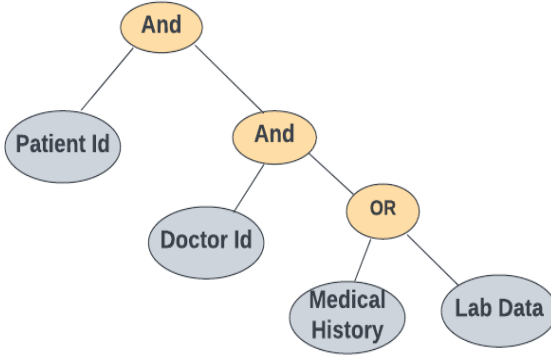 And
Patient Id
And
Doctor Id
OR
Medical
History
Lab Data